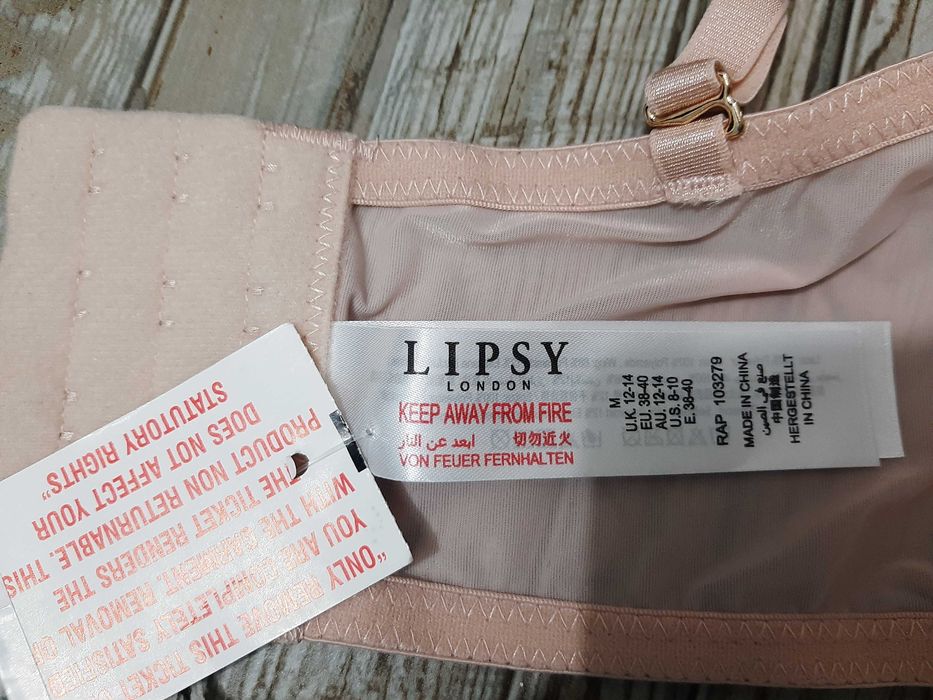 LIPSY
LONDON
KEEP AWAY FROM FIRE
ابعد عن النار 切勿近火
VON FEUER FERNHALTEN
M
U.K. 12-14
EU. 38-40
AU. 12-14
U.S. 8-10
E. 38-40
RAP 103279
MADE IN CHINA
صنع في الصين
中国制造
HERGESTELLT
IN CHINA
"ONLY REMOVE THIS TICKET
YOU ARE COMPLETELY SATISFIED
WITH THE GARMENT. REMOVAL OF
THE TICKET RENDERS THE
PRODUCT NON RETURNABLE. THIS
DOES NOT AFFECT YOUR
STATUTORY RIGHTS"